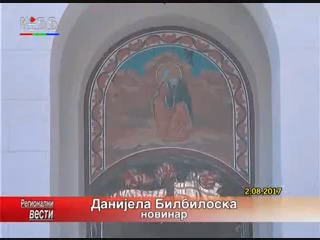 2.08.2017
Данијела Билбилоска
новинар
Регионални
ВЕСТИ